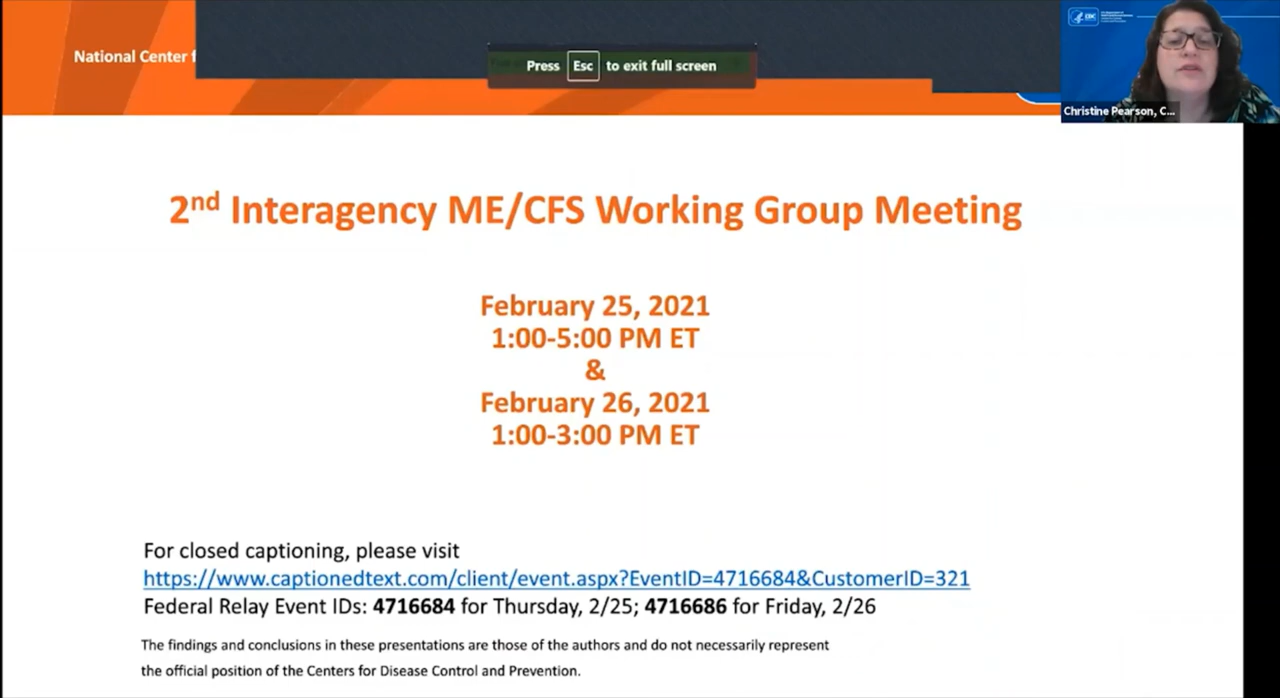 National Center f
Press Esc to exit full screen
CDC
Christine Pearson, C...
2nd Interagency ME/CFS Working Group Meeting
February 25, 2021
1:00-5:00 PM ET
&
February 26, 2021
1:00-3:00 PM ET
For closed captioning, please visit
https://www.captionedtext.com/client/event.aspx?EventID=4716684&CustomerID=321
Federal Relay Event IDs: 4716684 for Thursday, 2/25; 4716686 for Friday, 2/26
The findings and conclusions in these presentations are those of the authors and do not necessarily represent
the official position of the Centers for Disease Control and Prevention.